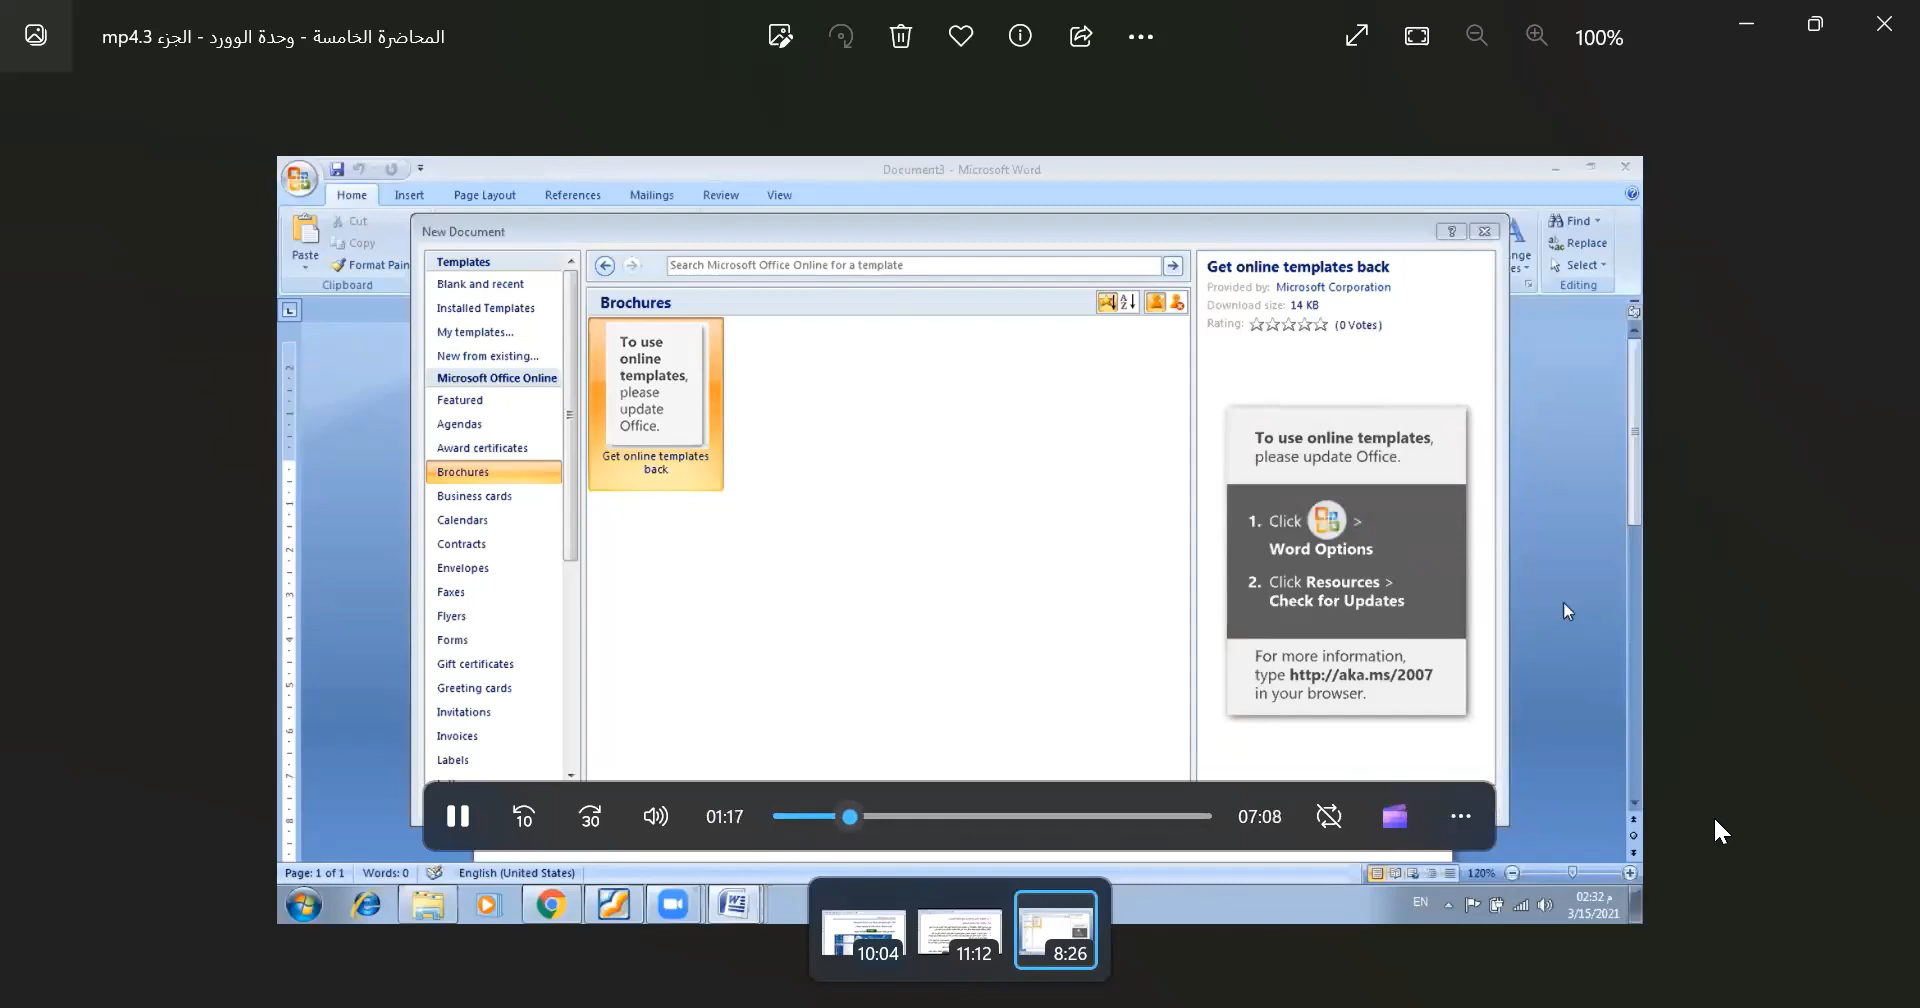 المحاضرة الخامسة - وحدة الوورد - الجزء 3.mp4
100%
Document3 - Microsoft Word
Home
Insert
Page Layout
References
Mailings
Review
View
Paste
Cut
Copy
Format Pain
Clipboard
Find
Replace
Select
Editing
nge
es
New Document
Templates
Blank and recent
Installed Templates
My templates...
New from existing...
Microsoft Office Online
Featured
Agendas
Award certificates
Brochures
Business cards
Calendars
Contracts
Envelopes
Faxes
Flyers
Forms
Gift certificates
Greeting cards
Invitations
Invoices
Labels
Search Microsoft Office Online for a template
Brochures
To use
online
templates,
please
update
Office.
Get online templates
back
Get online templates back
Provided by: Microsoft Corporation
Download size: 14 KB
Rating: (0 Votes)
To use online templates,
please update Office.
1. Click >
Word Options
2. Click Resources >
Check for Updates
For more information,
type http://aka.ms/2007
in your browser.
10
30
01:17
07:08
Page: 1 of 1
Words: 0
English (United States)
120%
EN
02:32 م
3/15/2021
10:04
11:12
8:26